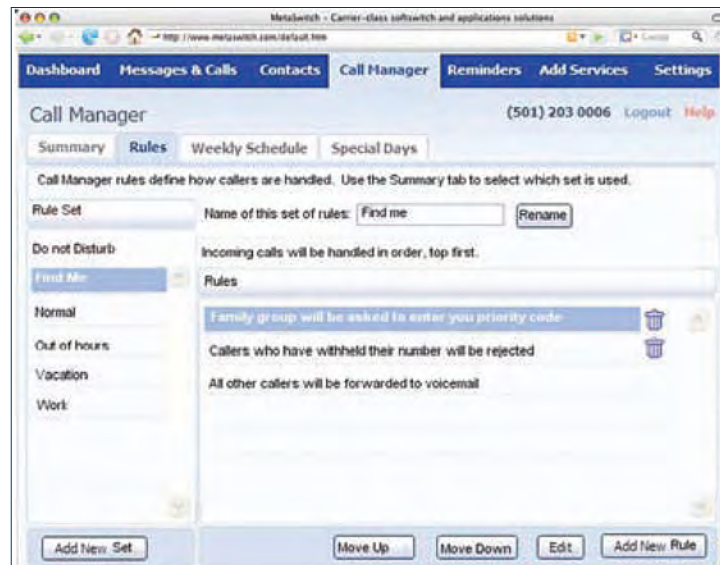 MetaSwitch - Carrier-class softswitch and applications solutions
http://www.metaswitch.com/default.htm
Dashboard Messages & Calls Contacts Call Manager Reminders Add Services Settings
Call Manager (501) 203 0006 Logout Help
Summary Rules Weekly Schedule Special Days
Call Manager rules define how callers are handled. Use the Summary tab to select which set is used.
Rule Set Name of this set of rules: Find me Rename
Do not Disturb Incoming calls will be handled in order, top first.
Find Me Rules
Normal Family group will be asked to enter you priority code
Out of hours Callers who have withheld their number will be rejected
Vacation All other callers will be forwarded to voicemail
Work
Add New Set Move Up Move Down Edit Add New Rule